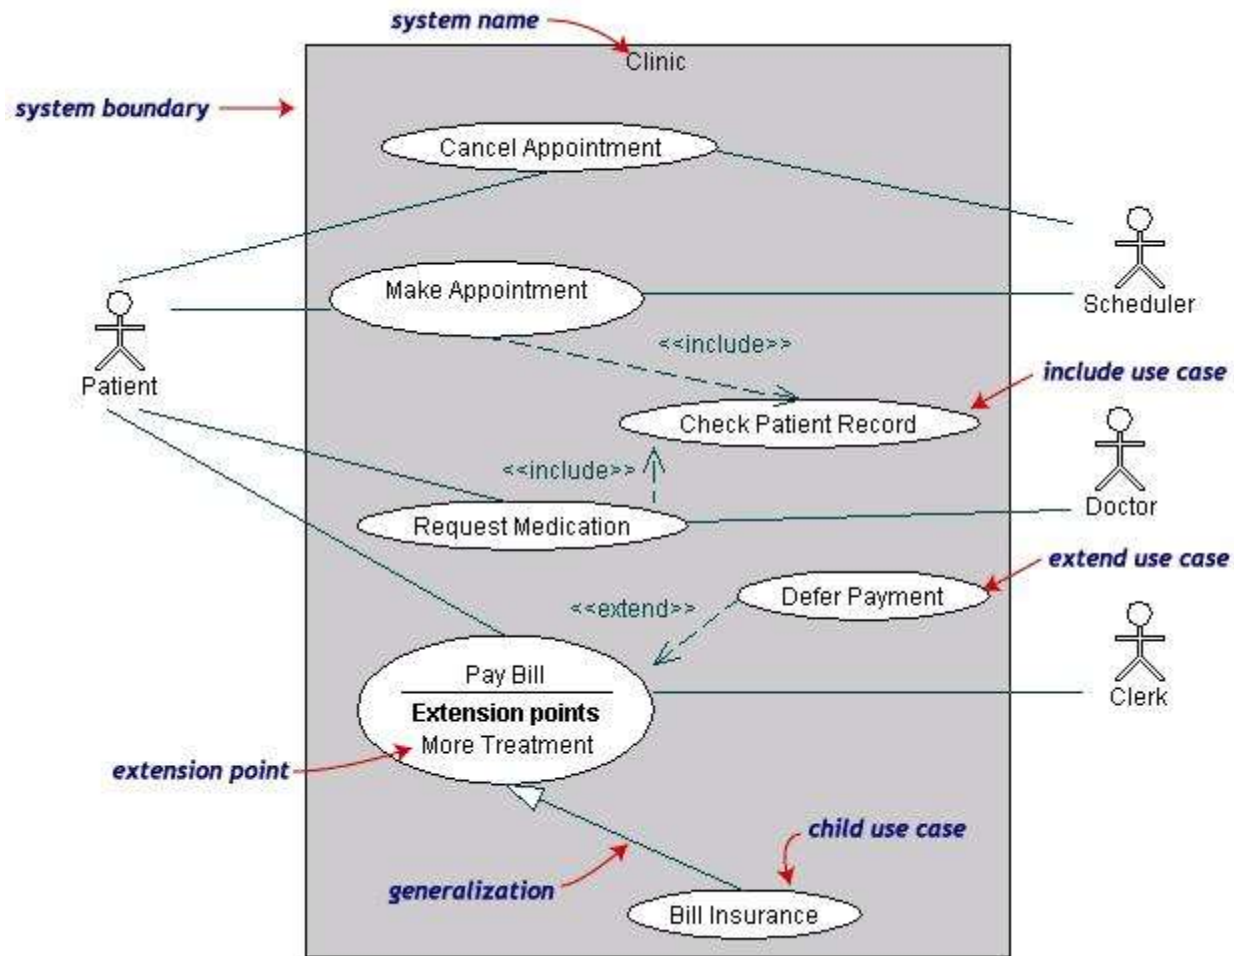 system name
Clinic
system boundary
Cancel Appointment
Make Appointment
Scheduler
<<include>>
Patient
include use case
Check Patient Record
<<include>>
Doctor
Request Medication
extend use case
Defer Payment
<<extend>>
Pay Bill
Clerk
Extension points
More Treatment
extension point
child use case
generalization
Bill Insurance